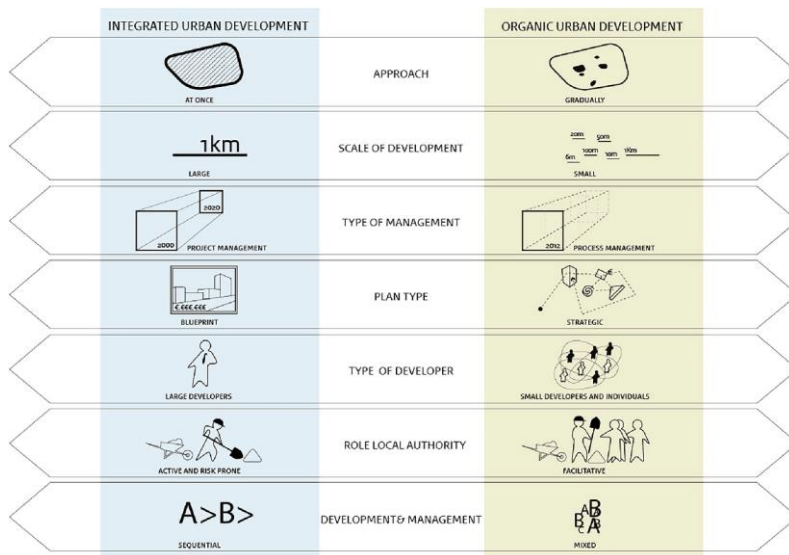 INTEGRATED URBAN DEVELOPMENT
ORGANIC URBAN DEVELOPMENT
APPROACH
AT ONCE
GRADUALLY
1km
SCALE OF DEVELOPMENT
20m 50m
6m 100m 10m 1Km
LARGE
SMALL
2020
2000
TYPE OF MANAGEMENT
2012
PROJECT MANAGEMENT
PROCESS MANAGEMENT
€ €€€.€€€
PLAN TYPE
BLUEPRINT
STRATEGIC
TYPE OF DEVELOPER
LARGE DEVELOPERS
SMALL DEVELOPERS AND INDIVIDUALS
ROLE LOCAL AUTHORITY
ACTIVE AND RISK PRONE
FACILITATIVE
A>B>
DEVELOPMENT& MANAGEMENT
B
A
B
A
B
C
A
SEQUENTIAL
MIXED